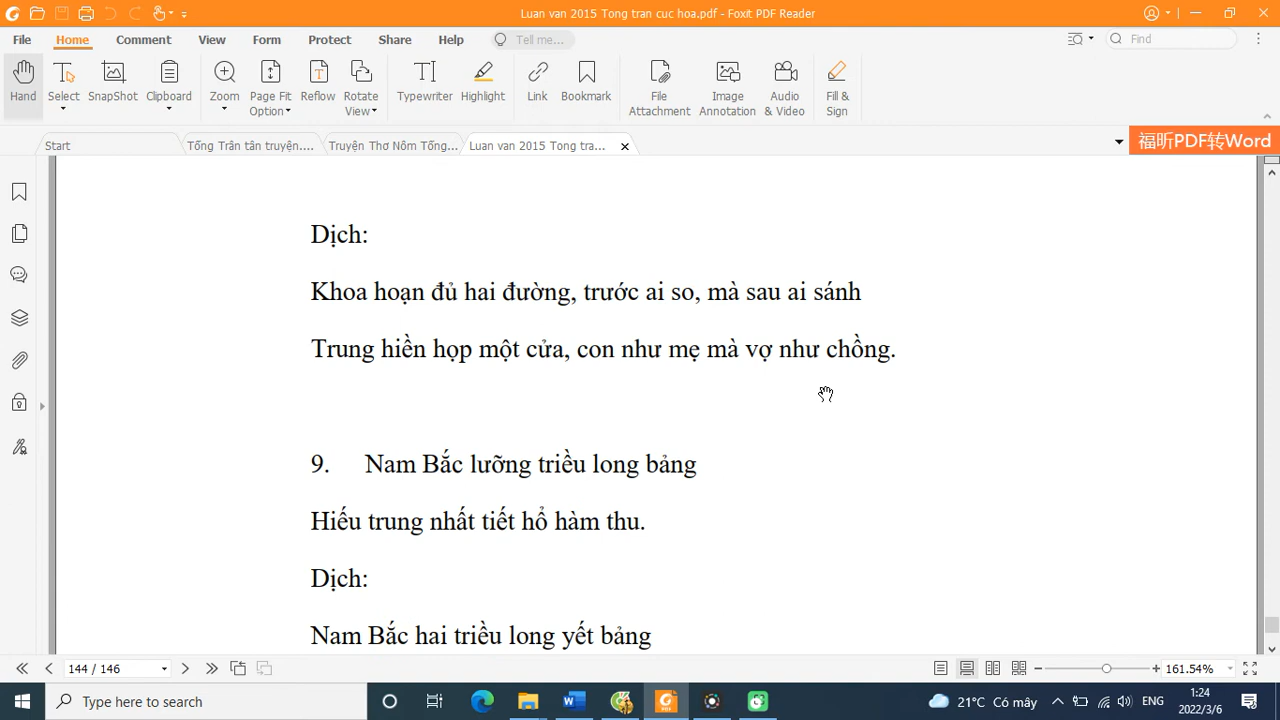 Luan van 2015 Tong tran cuc hoa.pdf - Foxit PDF Reader
File Home Comment View Form Protect Share Help Tell me... Find
Hand Select SnapShot Clipboard Zoom Page Fit Option Reflow Rotate View Typewriter Highlight Link Bookmark File Attachment Image Annotation Audio & Video Fill & Sign
Start Tống Trân tân truyện.... Truyện Thơ Nôm Tống... Luan van 2015 Tong tra... 福昕PDF转Word
Dịch:
Khoa hoạn đủ hai đường, trước ai so, mà sau ai sánh
Trung hiền họp một cửa, con như mẹ mà vợ như chồng.
9. Nam Bắc lưỡng triều long bảng
Hiếu trung nhất tiết hổ hàm thu.
Dịch:
Nam Bắc hai triều long yết bảng
144 / 146 161.54%
Type here to search 21°C Có mây ENG 1:24
2022/3/6